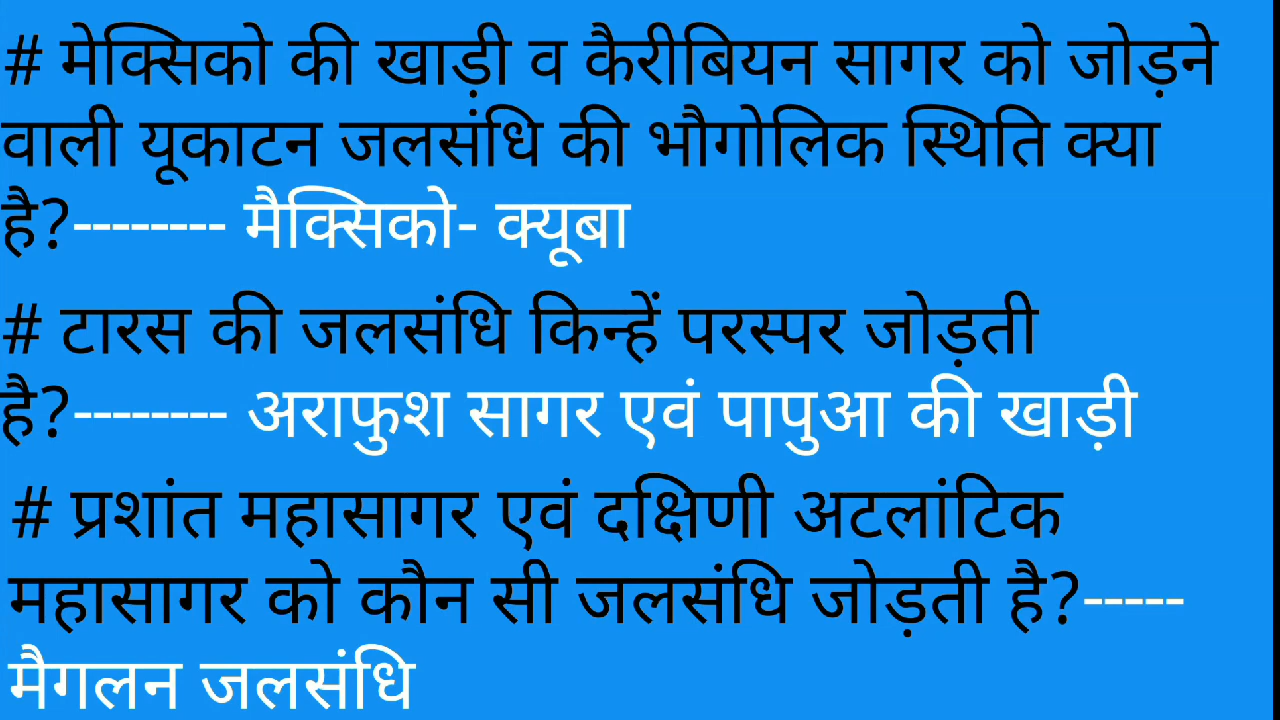 # मेक्सिको की खाड़ी व कैरीबियन सागर को जोड़ने
वाली यूकाटन जलसंधि की भौगोलिक स्थिति क्या
है?-------- मैक्सिको- क्यूबा
# टारस की जलसंधि किन्हें परस्पर जोड़ती
है?-------- अराफुश सागर एवं पापुआ की खाड़ी
# प्रशांत महासागर एवं दक्षिणी अटलांटिक
महासागर को कौन सी जलसंधि जोड़ती है?-----
मैगलन जलसंधि